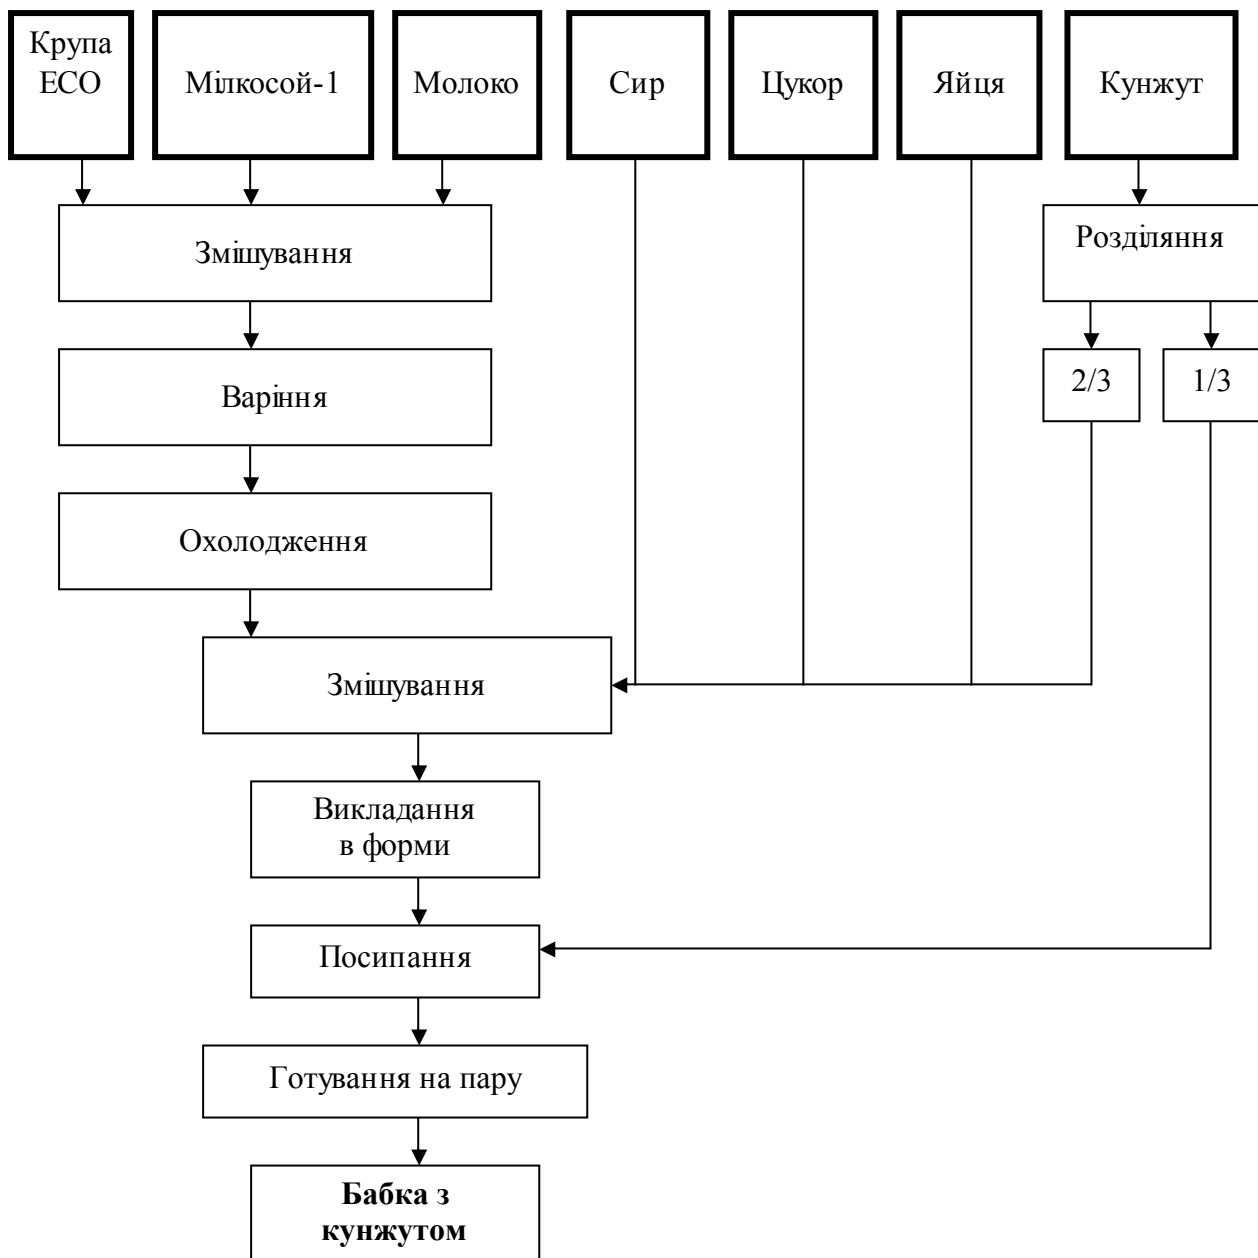 Крупа
ЕСО
Мілкосой-1
Молоко
Сир
Цукор
Яйця
Кунжут
Змішування
Розділяння
Варіння
2/3
1/3
Охолодження
Змішування
Викладання
в форми
Посипання
Готування на пару
Бабка з
кунжутом